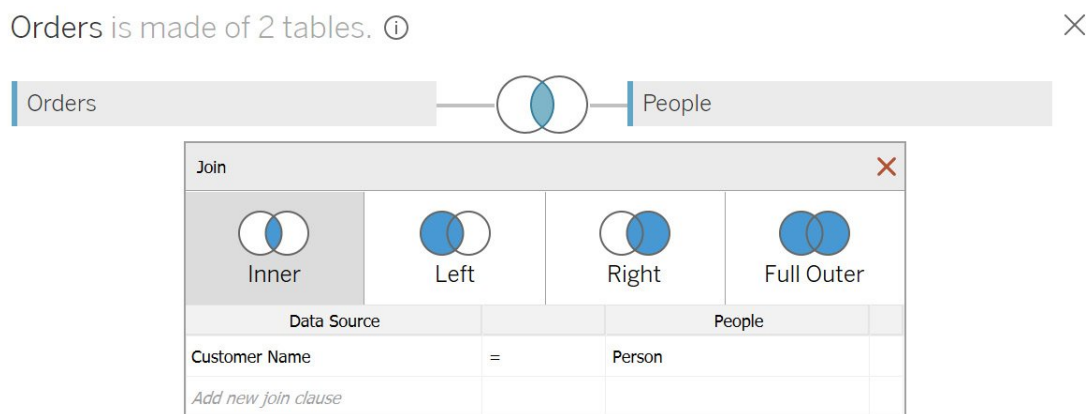 Orders is made of 2 tables. ⓘ
Orders People
Join
Inner Left Right Full Outer
Data Source People
Customer Name = Person
Add new join clause